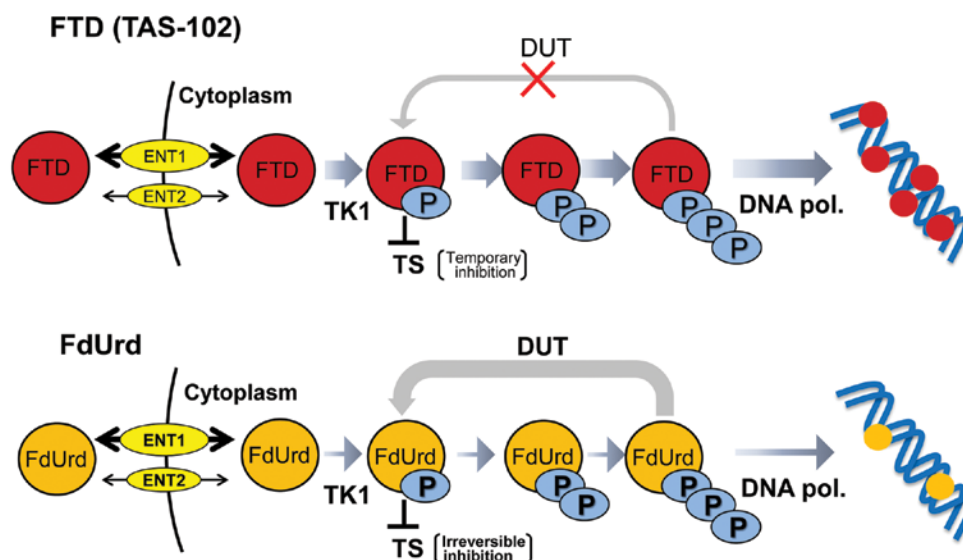 FTD (TAS-102)
DUT
Cytoplasm
FTD
ENT1
ENT2
FTD
TK1
FTD
P
TS
[Temporary
inhibition]
FTD
P
P
FTD
P
P
P
DNA pol.
FdUrd
DUT
Cytoplasm
FdUrd
ENT1
ENT2
FdUrd
TK1
FdUrd
P
TS
[Irreversible
inhibition]
FdUrd
P
P
FdUrd
P
P
P
DNA pol.